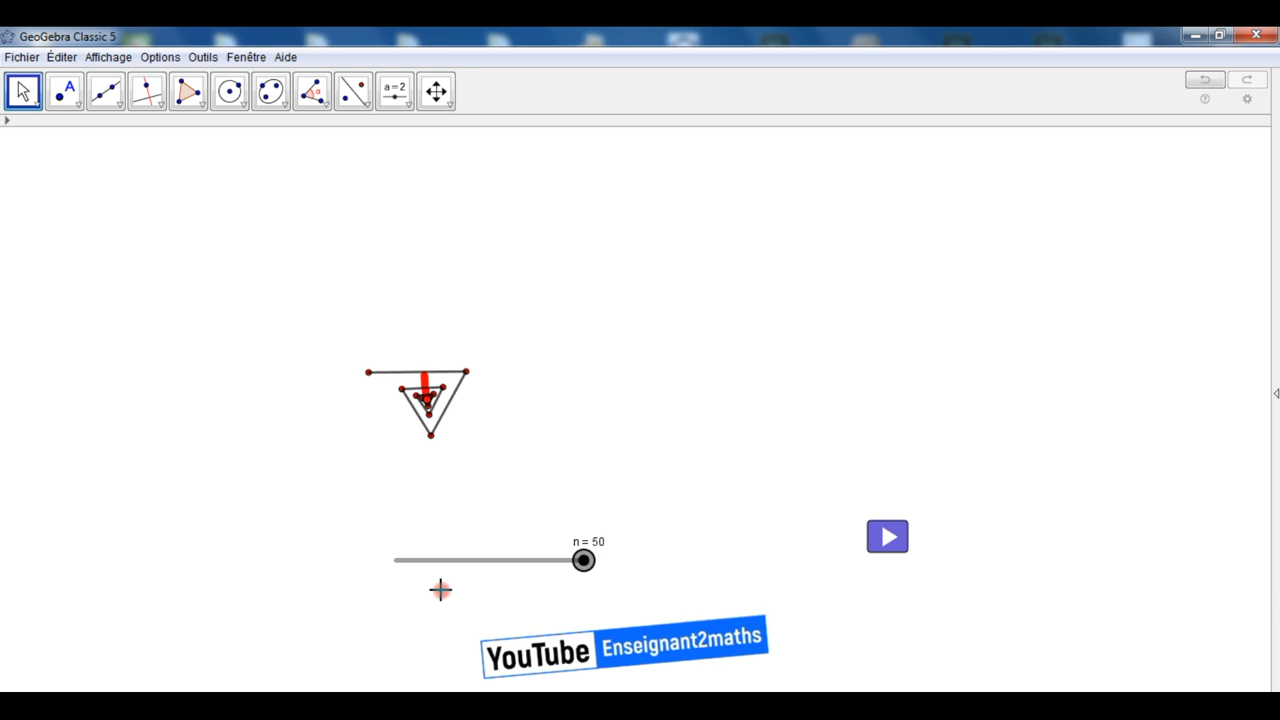 GeoGebra Classic 5
Fichier Éditer Affichage Options Outils Fenêtre Aide
A
a = 2
n = 50
YouTube Enseignant2maths